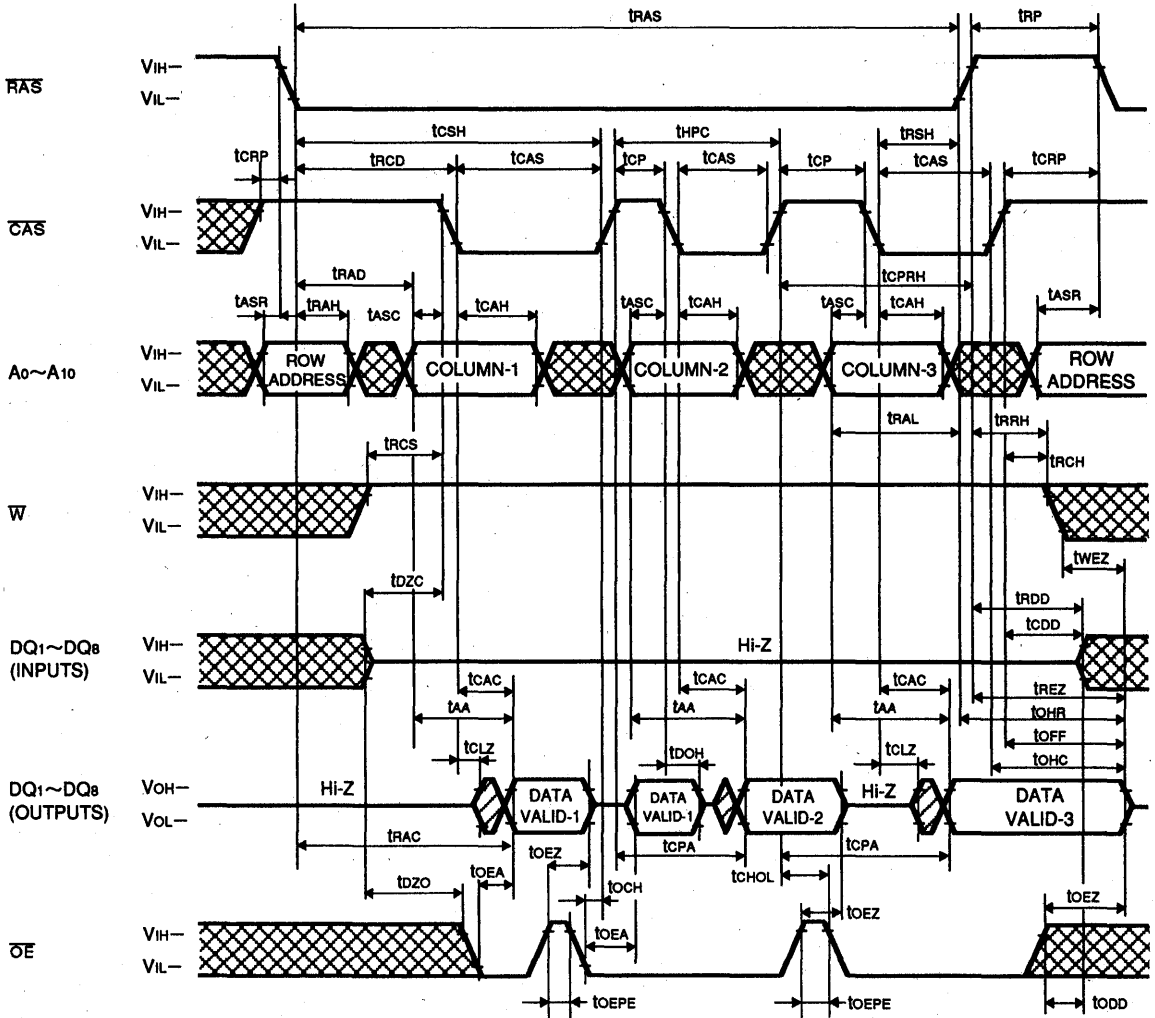 tRAS
tRP
RAS
VIH–
VIL–
tCSH
tHPC
tRSH
tCRP
tRCD
tCAS
tCP
tCAS
tCP
tCAS
tCRP
CAS
VIH–
VIL–
tRAD
tCPRH
tASR
tRAH
tASC
tCAH
tASC
tCAH
tASC
tCAH
tASR
A0~A10
VIH–
VIL–
ROW ADDRESS
COLUMN-1
COLUMN-2
COLUMN-3
ROW ADDRESS
tRAL
tRRH
tRCS
tRCH
W
VIH–
VIL–
tWEZ
tDZC
tRDD
tCDD
DQ1~DQ8
(INPUTS)
VIH–
VIL–
Hi-Z
tCAC
tCAC
tCAC
tREZ
tAA
tAA
tAA
tOHR
tCLZ
tDOH
tCLZ
tOFF
tOHC
DQ1~DQ8
(OUTPUTS)
VOH–
VOL–
Hi-Z
DATA VALID-1
DATA VALID-1
DATA VALID-2
Hi-Z
DATA VALID-3
tRAC
tOEZ
tCPA
tCPA
tDZO
tOEA
tOCH
tCHOL
tOEZ
tOEZ
tOEA
OE
VIH–
VIL–
tOEPE
tOEPE
tODD